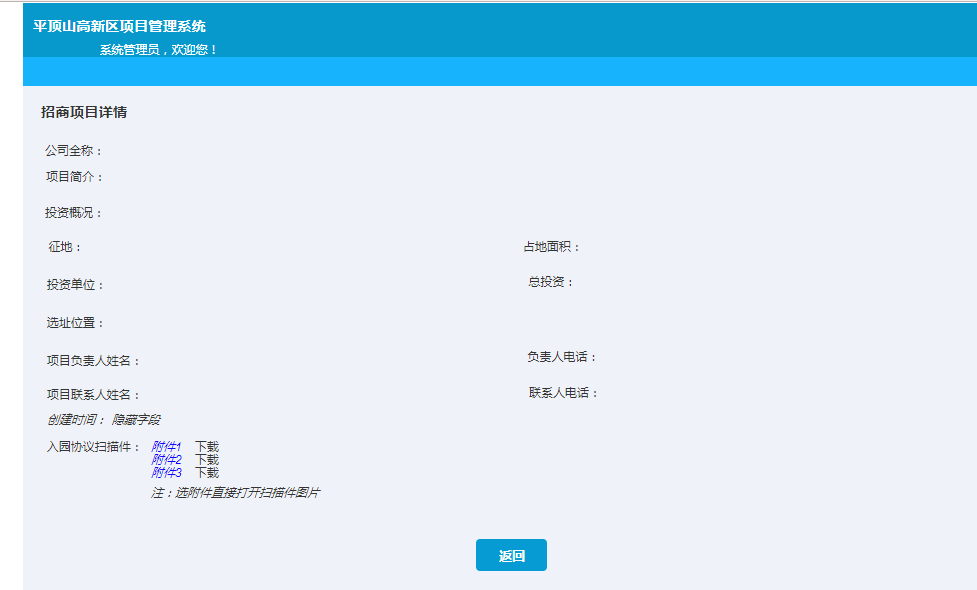 平顶山高新区项目管理系统
系统管理员，欢迎您！
招商项目详情
公司全称：
项目简介：
投资概况：
征地： 占地面积：
投资单位： 总投资：
选址位置：
项目负责人姓名： 负责人电话：
项目联系人姓名： 联系人电话：
创建时间： 隐藏字段
入园协议扫描件： 附件1 下载
附件2 下载
附件3 下载
注：选附件直接打开扫描件图片
返回